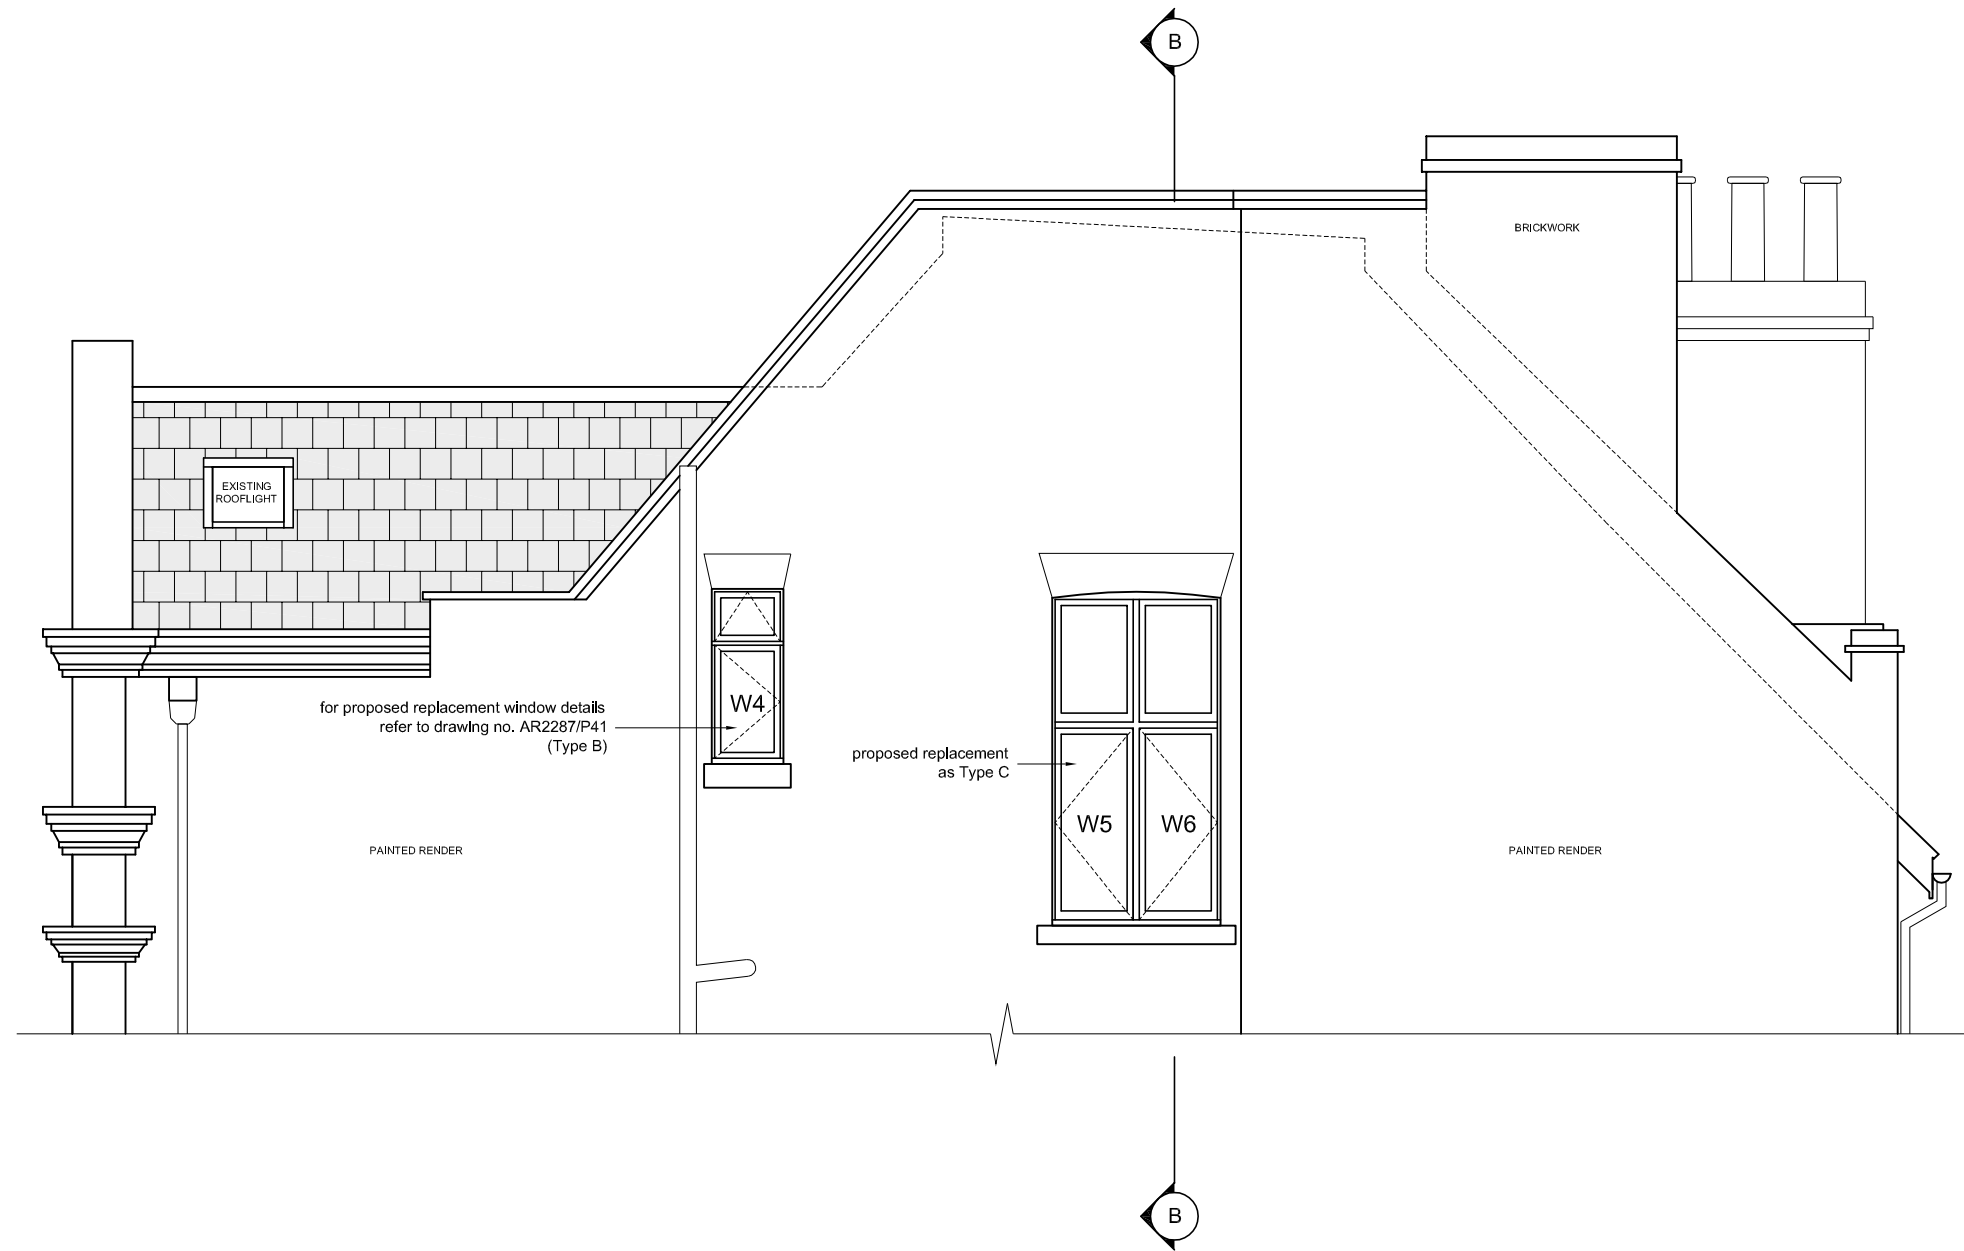 B
BRICKWORK
EXISTING
ROOFLIGHT
for proposed replacement window details
refer to drawing no. AR2287/P41
(Type B)
W4
proposed replacement
as Type C
W5
W6
PAINTED RENDER
PAINTED RENDER
B